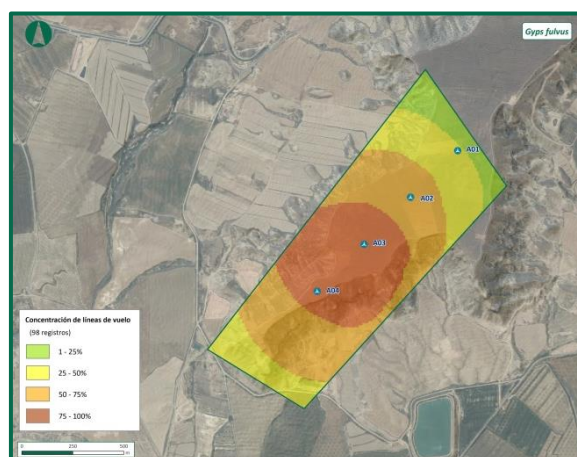 Gyps fulvus
A01
A02
A03
A04
Concentración de líneas de vuelo
(98 registros)
1 - 25%
25 - 50%
50 - 75%
75 - 100%
0 250 500
m